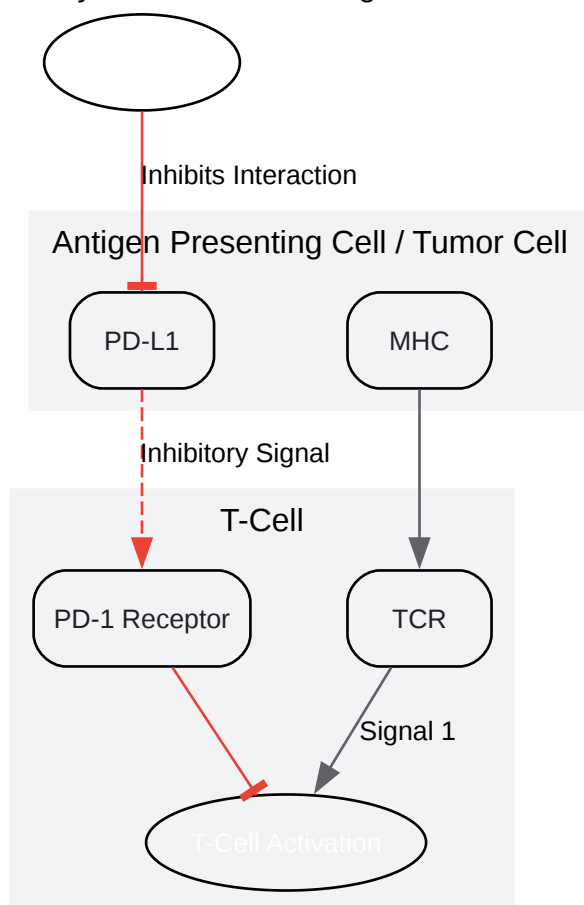 Inhibits Interaction
Antigen Presenting Cell / Tumor Cell
PD-L1
MHC
Inhibitory Signal
T-Cell
PD-1 Receptor
TCR
Signal 1
T-Cell Activation